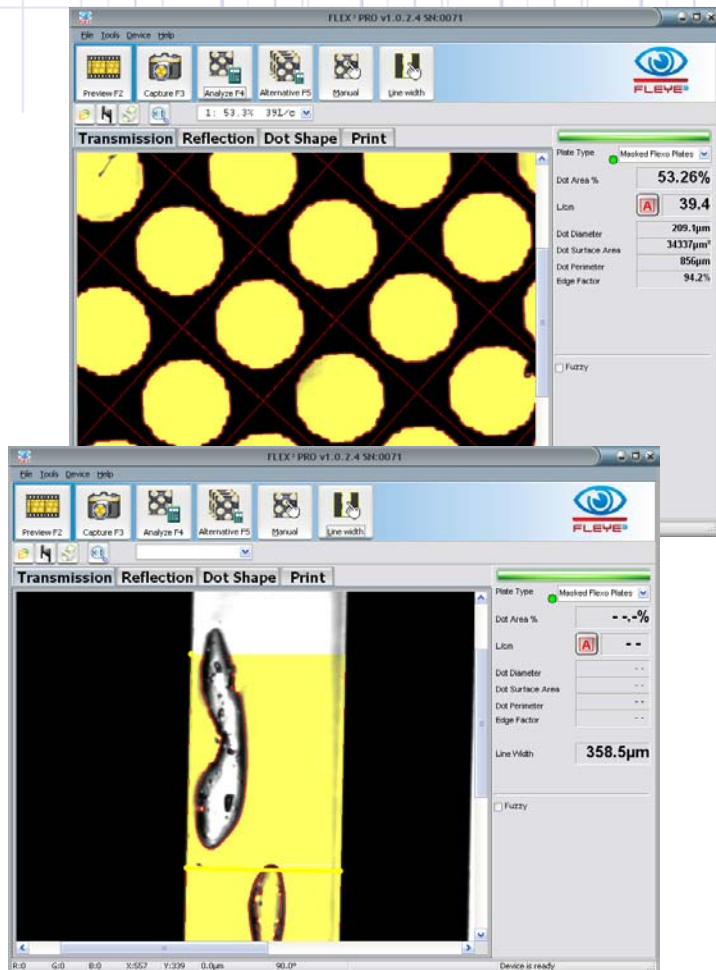 FLEX³ PRO v1.0.2.4 SN:0071
File Tools Device Help
Preview F2 Capture F3 Analyze F4 Alternative F5 Manual Line width
FLEYE
1: 53.3% 39L/c
Transmission Reflection Dot Shape Print
Plate Type Masked Flexo Plates
Dot Area % 53.26%
L/cm A 39.4
Dot Diameter 209.1µm
Dot Surface Area 34337µm²
Dot Perimeter 856µm
Edge Factor 94.2%
Fuzzy
FLEX³ PRO v1.0.2.4 SN:0071
File Tools Device Help
Preview F2 Capture F3 Analyze F4 Alternative F5 Manual Line width
FLEYE
Transmission Reflection Dot Shape Print
Plate Type Masked Flexo Plates
Dot Area % --.-%
L/cm A --
Dot Diameter --
Dot Surface Area --
Dot Perimeter --
Edge Factor --
Line Width 358.5µm
Fuzzy
R:0 G:0 B:0 X:557 Y:339 0.0µm 90.0° Device is ready